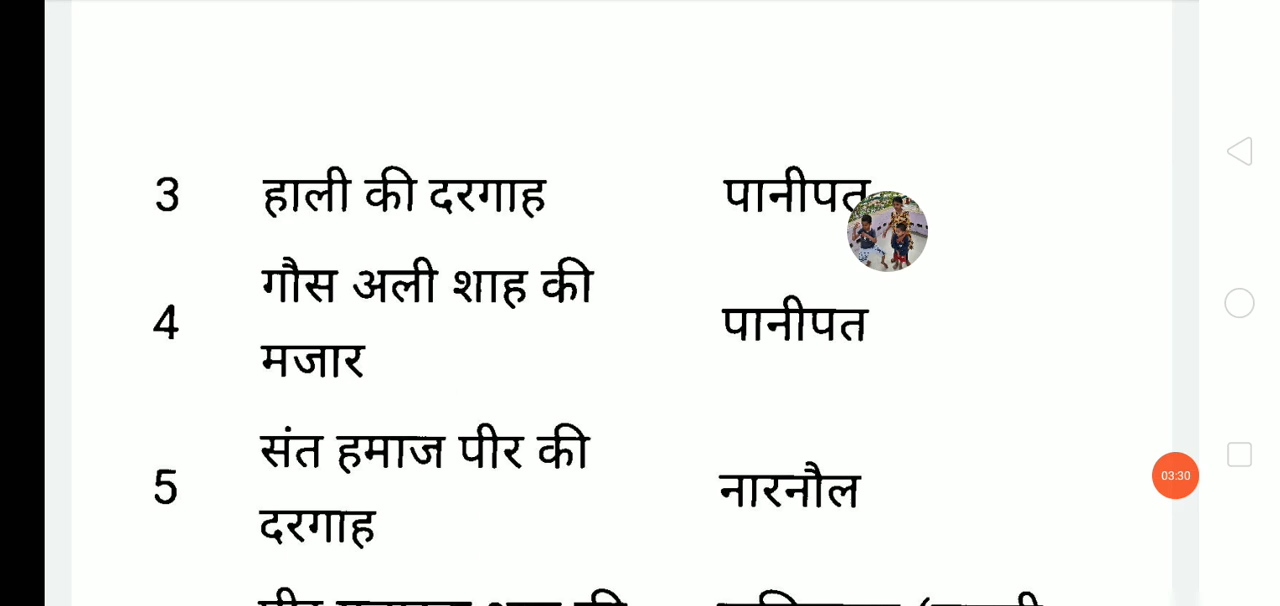 3 हाली की दरगाह पानीपत
गौस अली शाह की
4 पानीपत
मजार
संत हमाज पीर की
5 नारनौल
दरगाह
03:30